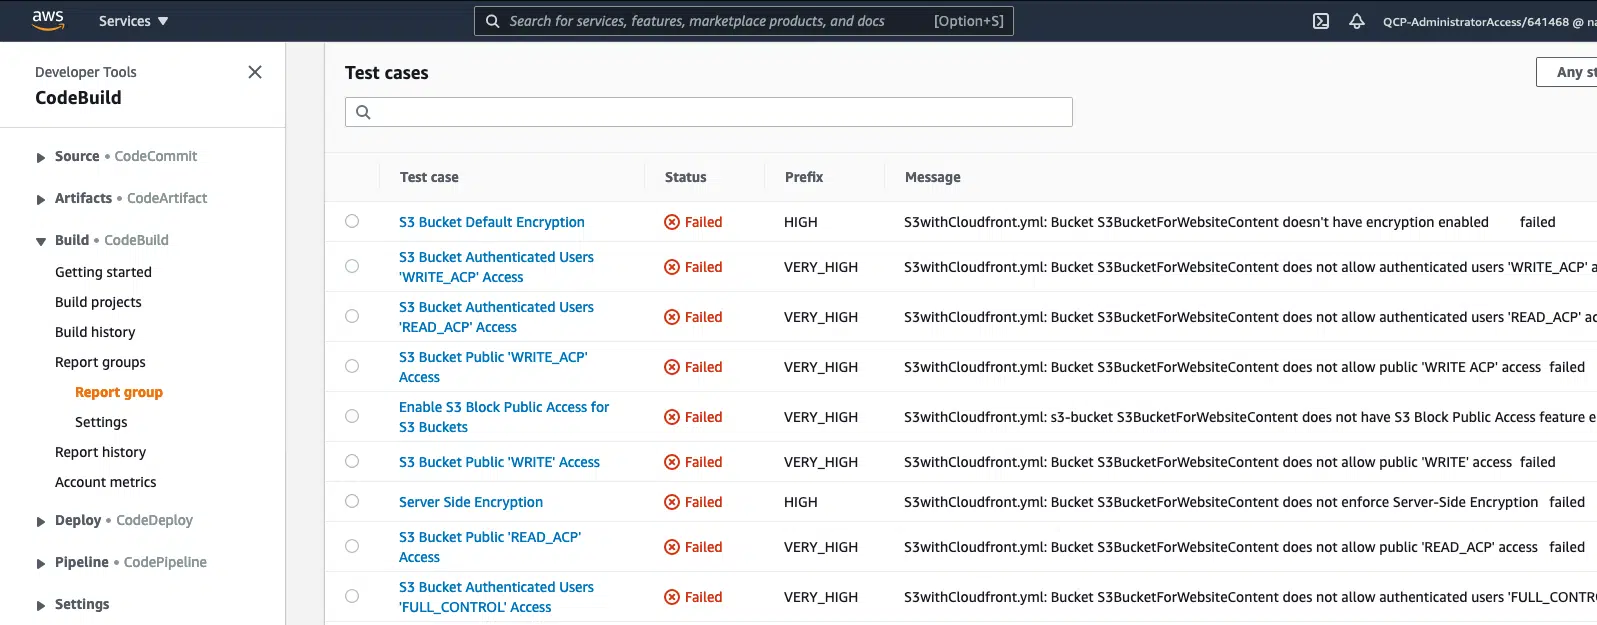 aws Services Search for services, features, marketplace products, and docs [Option+S] QCP-AdministratorAccess/641468 @
Developer Tools
CodeBuild
Source • CodeCommit
Artifacts • CodeArtifact
Build • CodeBuild
Getting started
Build projects
Build history
Report groups
Report group
Settings
Report history
Account metrics
Deploy • CodeDeploy
Pipeline • CodePipeline
Settings
Test cases
Any
Test case Status Prefix Message
S3 Bucket Default Encryption Failed HIGH S3withCloudfront.yml: Bucket S3BucketForWebsiteContent doesn't have encryption enabled failed
S3 Bucket Authenticated Users
'WRITE_ACP' Access Failed VERY_HIGH S3withCloudfront.yml: Bucket S3BucketForWebsiteContent does not allow authenticated users 'WRITE_ACP'
S3 Bucket Authenticated Users
'READ_ACP' Access Failed VERY_HIGH S3withCloudfront.yml: Bucket S3BucketForWebsiteContent does not allow authenticated users 'READ_ACP'
S3 Bucket Public 'WRITE_ACP'
Access Failed VERY_HIGH S3withCloudfront.yml: Bucket S3BucketForWebsiteContent does not allow public 'WRITE ACP' access failed
Enable S3 Block Public Access for
S3 Buckets Failed VERY_HIGH S3withCloudfront.yml: s3-bucket S3BucketForWebsiteContent does not have S3 Block Public Access feature
S3 Bucket Public 'WRITE' Access Failed VERY_HIGH S3withCloudfront.yml: Bucket S3BucketForWebsiteContent does not allow public 'WRITE' access failed
Server Side Encryption Failed HIGH S3withCloudfront.yml: Bucket S3BucketForWebsiteContent does not enforce Server-Side Encryption failed
S3 Bucket Public 'READ_ACP'
Access Failed VERY_HIGH S3withCloudfront.yml: Bucket S3BucketForWebsiteContent does not allow public 'READ_ACP' access failed
S3 Bucket Authenticated Users
'FULL_CONTROL' Access Failed VERY_HIGH S3withCloudfront.yml: Bucket S3BucketForWebsiteContent does not allow authenticated users